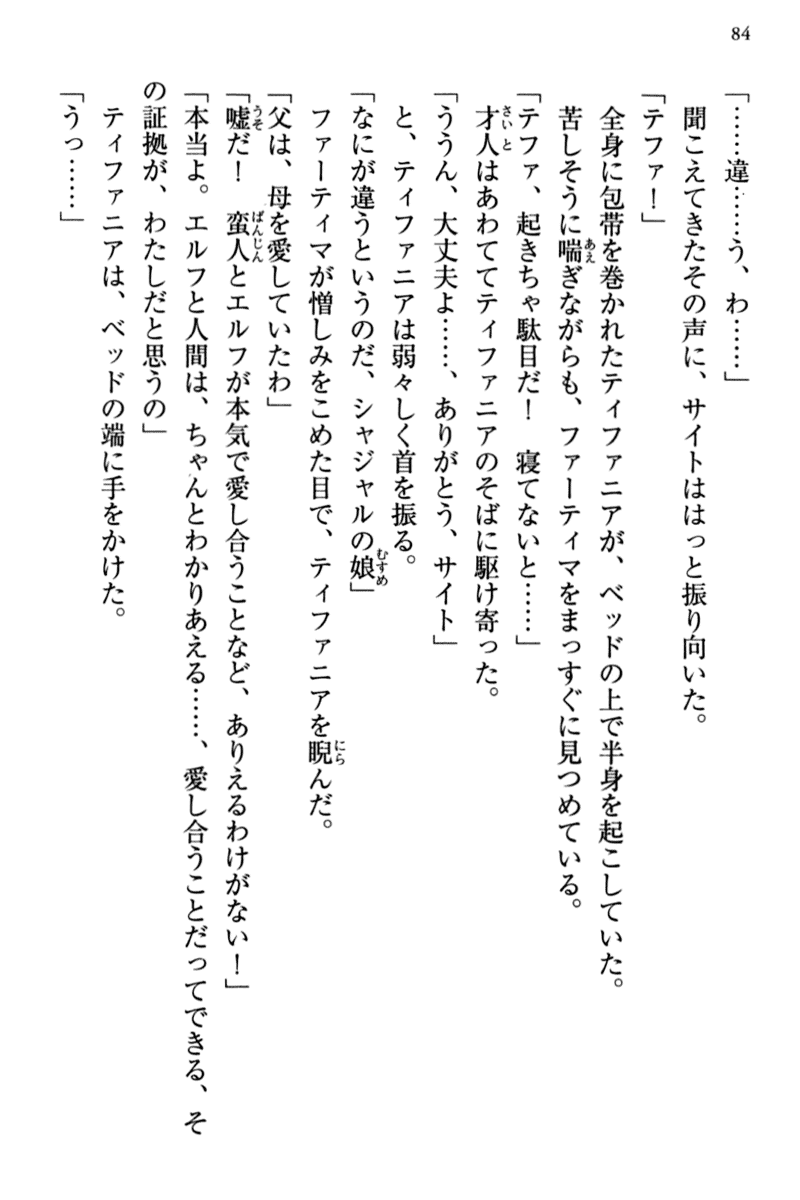 84
「……違……う、わ……」
聞こえてきたその声に、サイトははっと振り向いた。
「テファ！」
全身に包帯を巻かれたティファニアが、ベッドの上で半身を起こしていた。
苦しそうに喘ぎながらも、ファーティマをまっすぐに見つめている。
「テファ、起きちゃ駄目だ！　寝てないと……」
才人はあわててティファニアのそばに駆け寄った。
「ううん、大丈夫よ……、ありがとう、サイト」
と、ティファニアは弱々しく首を振る。
「なにが違うというのだ、シャジャルの娘」
ファーティマが憎しみをこめた目で、ティファニアを睨んだ。
「父は、母を愛していたわ」
「嘘だ！　蛮人とエルフが本気で愛し合うことなど、ありえるわけがない！」
「本当よ。エルフと人間は、ちゃんとわかりあえる……、愛し合うことだってできる、そ
の証拠が、わたしだと思うの」
ティファニアは、ベッドの端に手をかけた。
「うっ……」